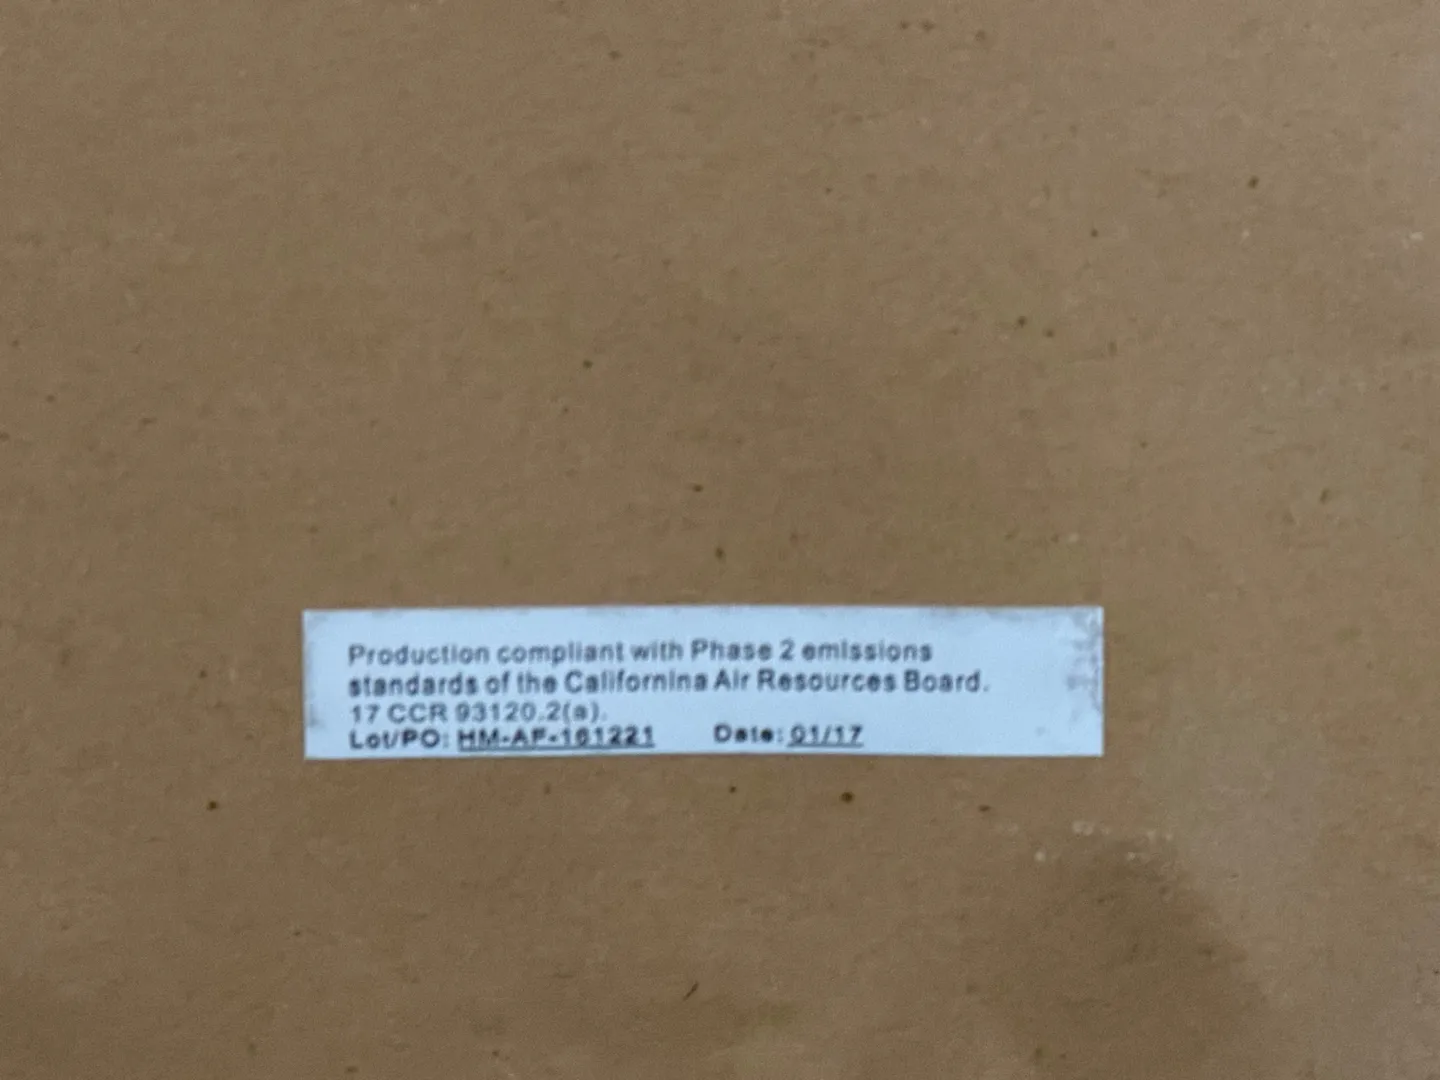 Production compliant with Phase 2 emissions
standards of the Californina Air Resources Board.
17 CCR 93120.2(a).
Lot/PO: HM-AF-161221 Date: 01/17